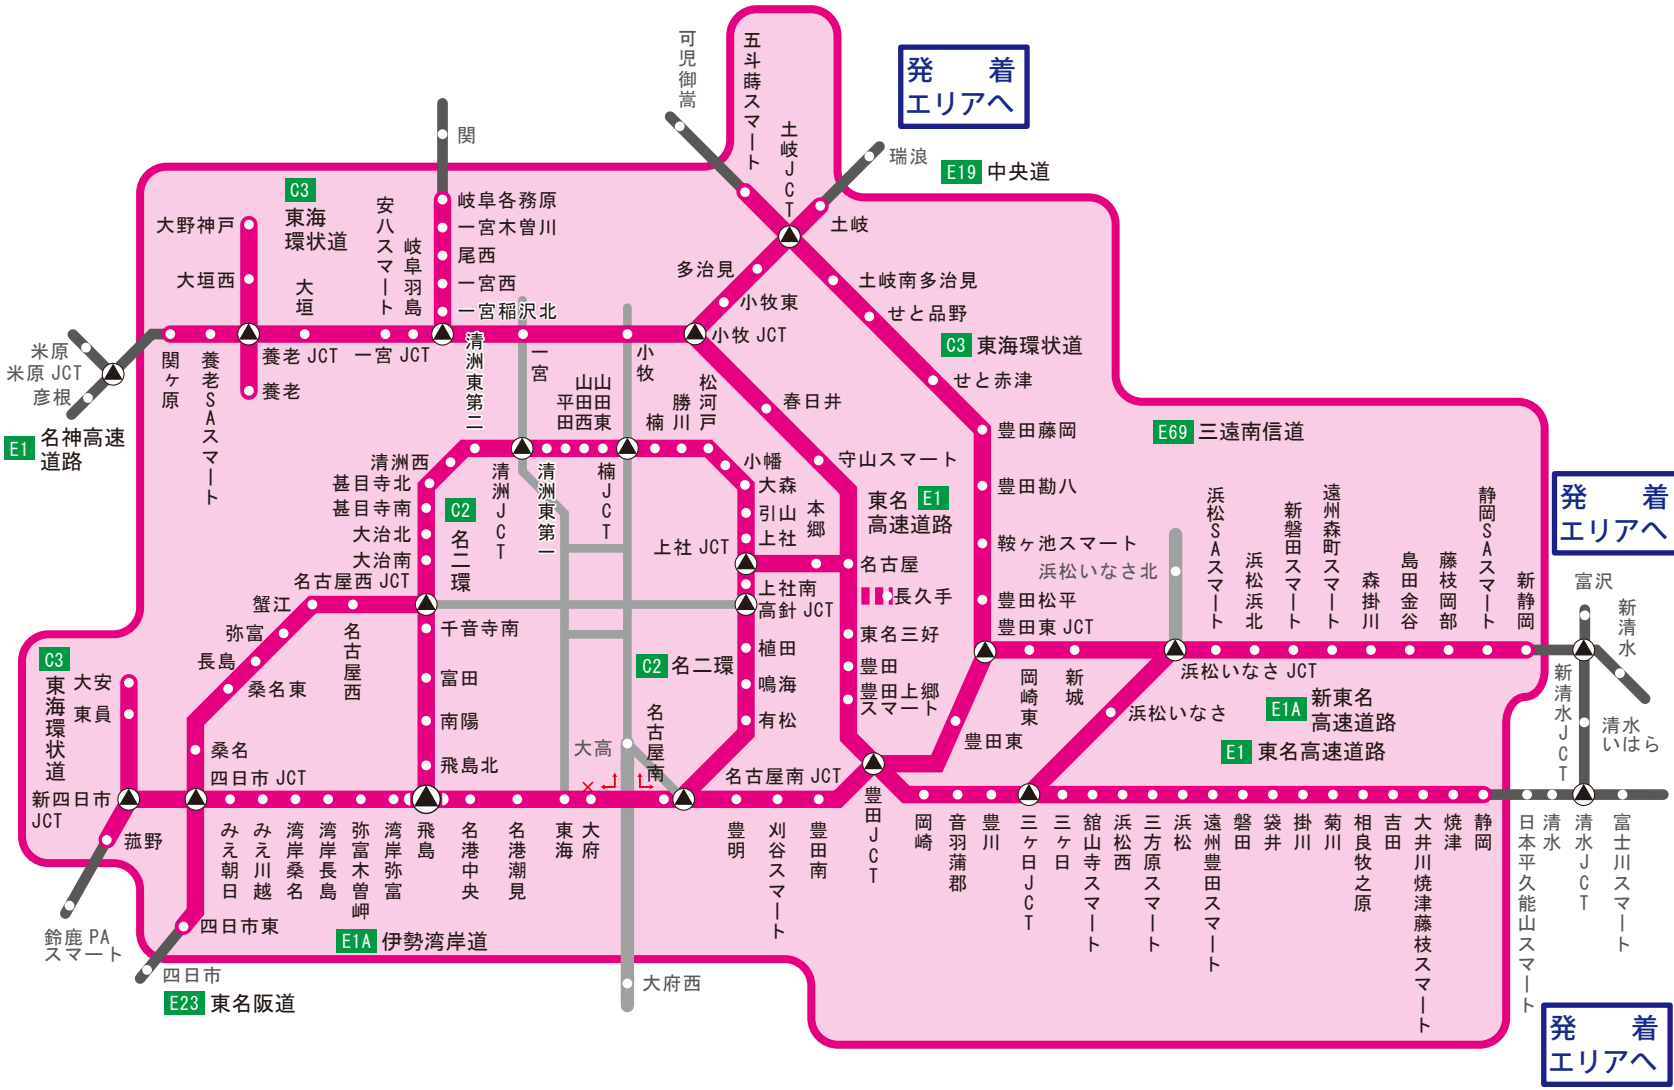 可児御嵩
五斗蒔スマート
土岐JCT
発 着
エリアへ
関
瑞浪
E19 中央道
C3
東海
環状道
安八スマート
岐阜羽島
岐阜各務原
一宮木曽川
尾西
一宮西
一宮稲沢北
大野神戸
大垣西
大垣
土岐
多治見
小牧東
小牧 JCT
土岐南多治見
せと品野
C3 東海環状道
せと赤津
米原
米原 JCT
彦根
E1 名神高速
道路
関ヶ原
養老SAスマート
養老 JCT
養老
一宮 JCT
清洲東第二
一宮
小牧
平田
山田西
山田東
楠
勝川
松河戸
春日井
守山スマート
豊田藤岡
E69 三遠南信道
清洲西
甚目寺北
甚目寺南
大治北
大治南
名古屋西 JCT
C2
名二環
清洲JCT
清洲東第一
楠JCT
小幡
大森
引山
上社
本郷
上社 JCT
上社南
高針 JCT
東名 E1
高速道路
名古屋
長久手
東名三好
豊田
豊田上郷
スマート
豊田勘八
鞍ヶ池スマート
豊田松平
豊田東 JCT
浜松いなさ北
浜松SAスマート
浜松浜北
新磐田スマート
遠州森町スマート
森掛川
島田金谷
藤枝岡部
静岡SAスマート
新静岡
発 着
エリアへ
富沢
新清水
蟹江
弥富
長島
桑名東
名古屋西
千音寺南
富田
南陽
飛島北
C2 名二環
植田
鳴海
有松
C3
東海環状道
大安
東員
桑名
四日市 JCT
新四日市
JCT
菰野
大高
名古屋南
名古屋南 JCT
豊田東
岡崎東
新城
浜松いなさ JCT
浜松いなさ
E1A 新東名
高速道路
E1 東名高速道路
新清水JCT
清水
いはら
みえ朝日
みえ川越
湾岸桑名
湾岸長島
弥富木曽岬
湾岸弥富
飛島
名港中央
名港潮見
東海
大府
豊明
刈谷スマート
豊田南
豊田JCT
岡崎
音羽蒲郡
豊川
三ヶ日JCT
三ヶ日
舘山寺スマート
浜松西
三方原スマート
浜松
遠州豊田スマート
磐田
袋井
掛川
菊川
相良牧之原
吉田
大井川焼津藤枝スマート
焼津
静岡
日本平久能山スマート
清水
清水JCT
富士川スマート
四日市東
E1A 伊勢湾岸道
鈴鹿 PA
スマート
四日市
E23 東名阪道
大府西
発 着
エリアへ